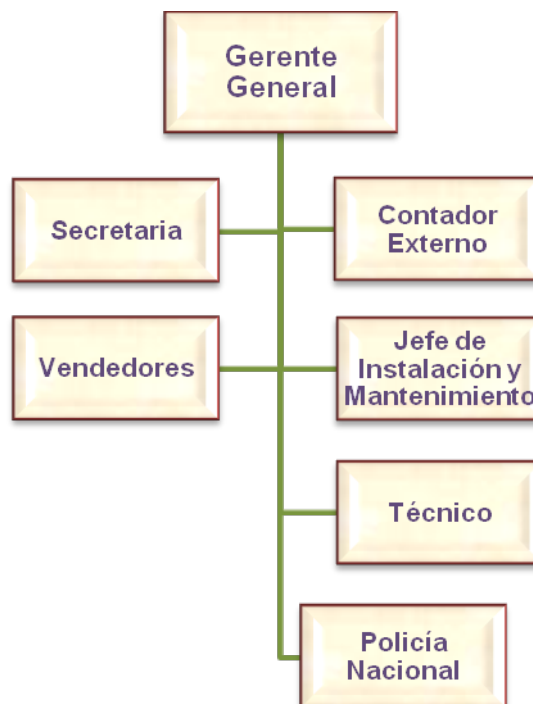 Gerente
General
Secretaria
Contador
Externo
Vendedores
Jefe de
Instalación y
Mantenimiento
Técnico
Policía
Nacional